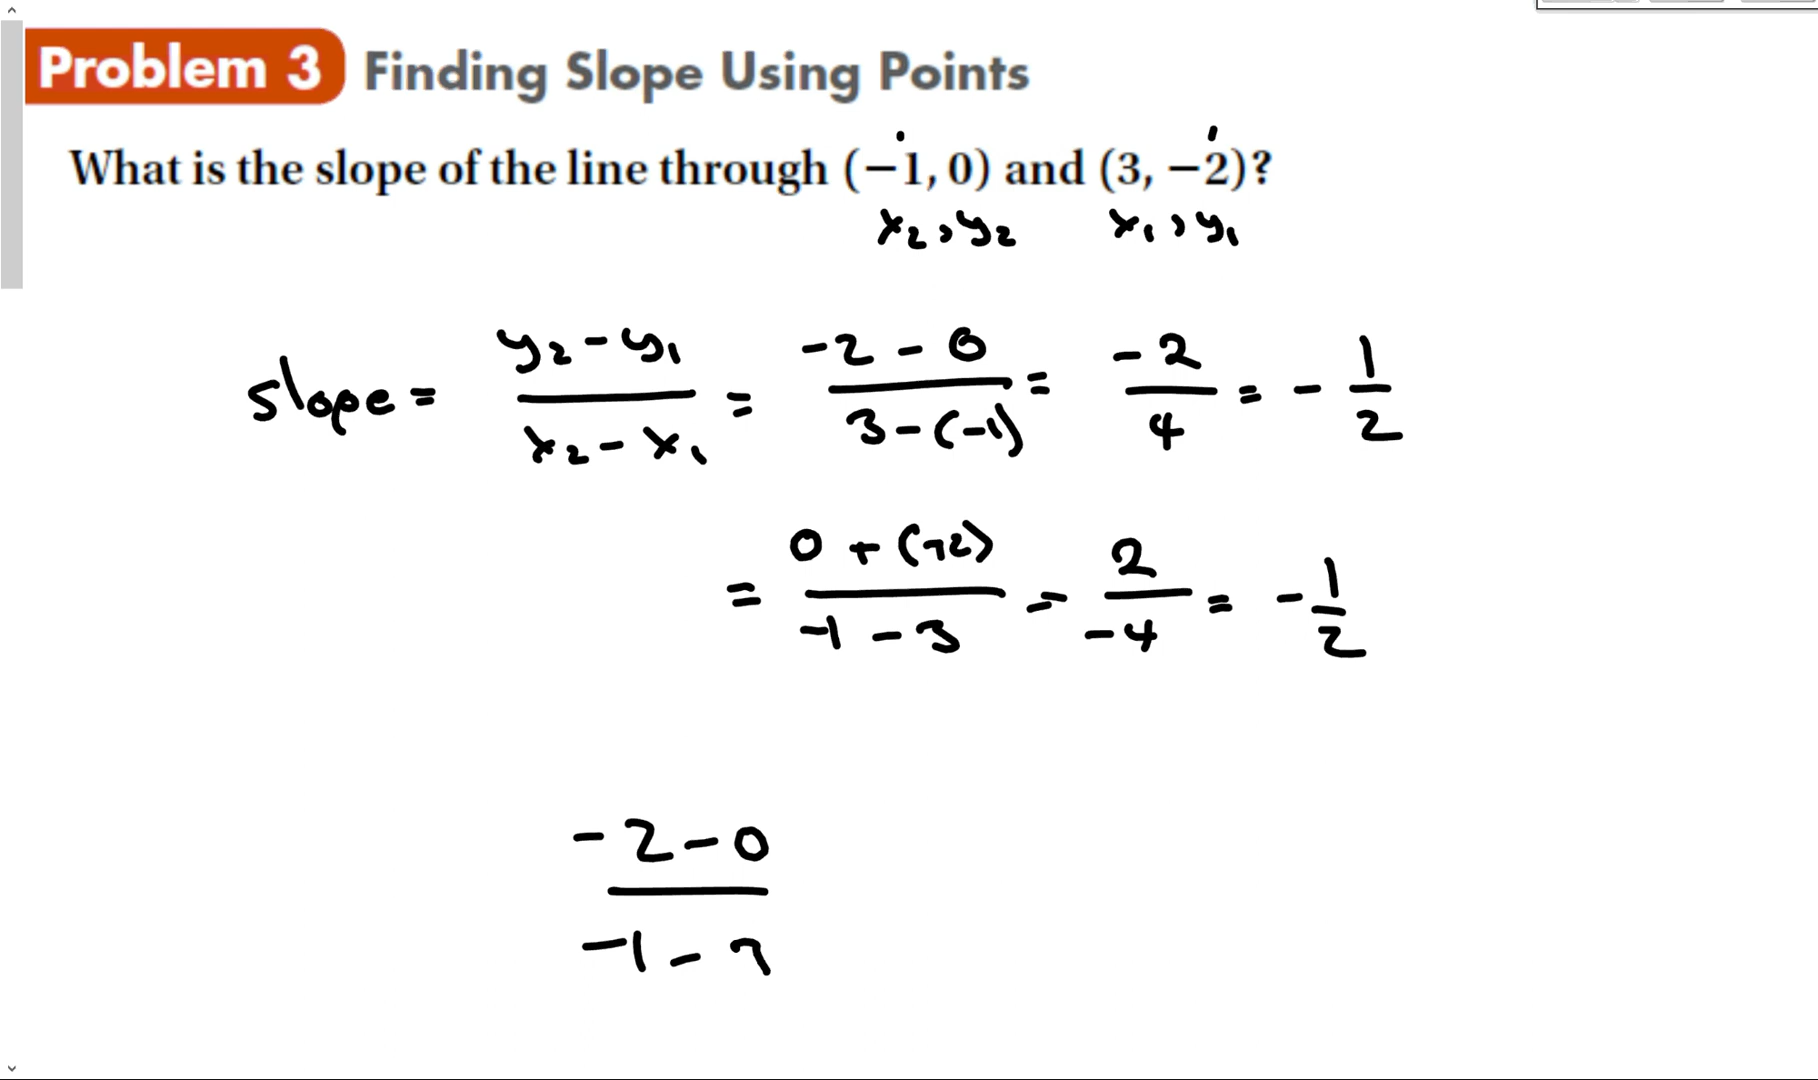 Problem 3 Finding Slope Using Points
What is the slope of the line through (−1, 0) and (3, −2)?
x₂, y₂ x₁, y₁
slope = (y₂ - y₁)/(x₂ - x₁) = (-2 - 0)/(3 - (-1)) = -2/4 = - 1/2
= (0 + (+2))/(-1 - 3) = 2/-4 = - 1/2
-2 - 0
-1 -